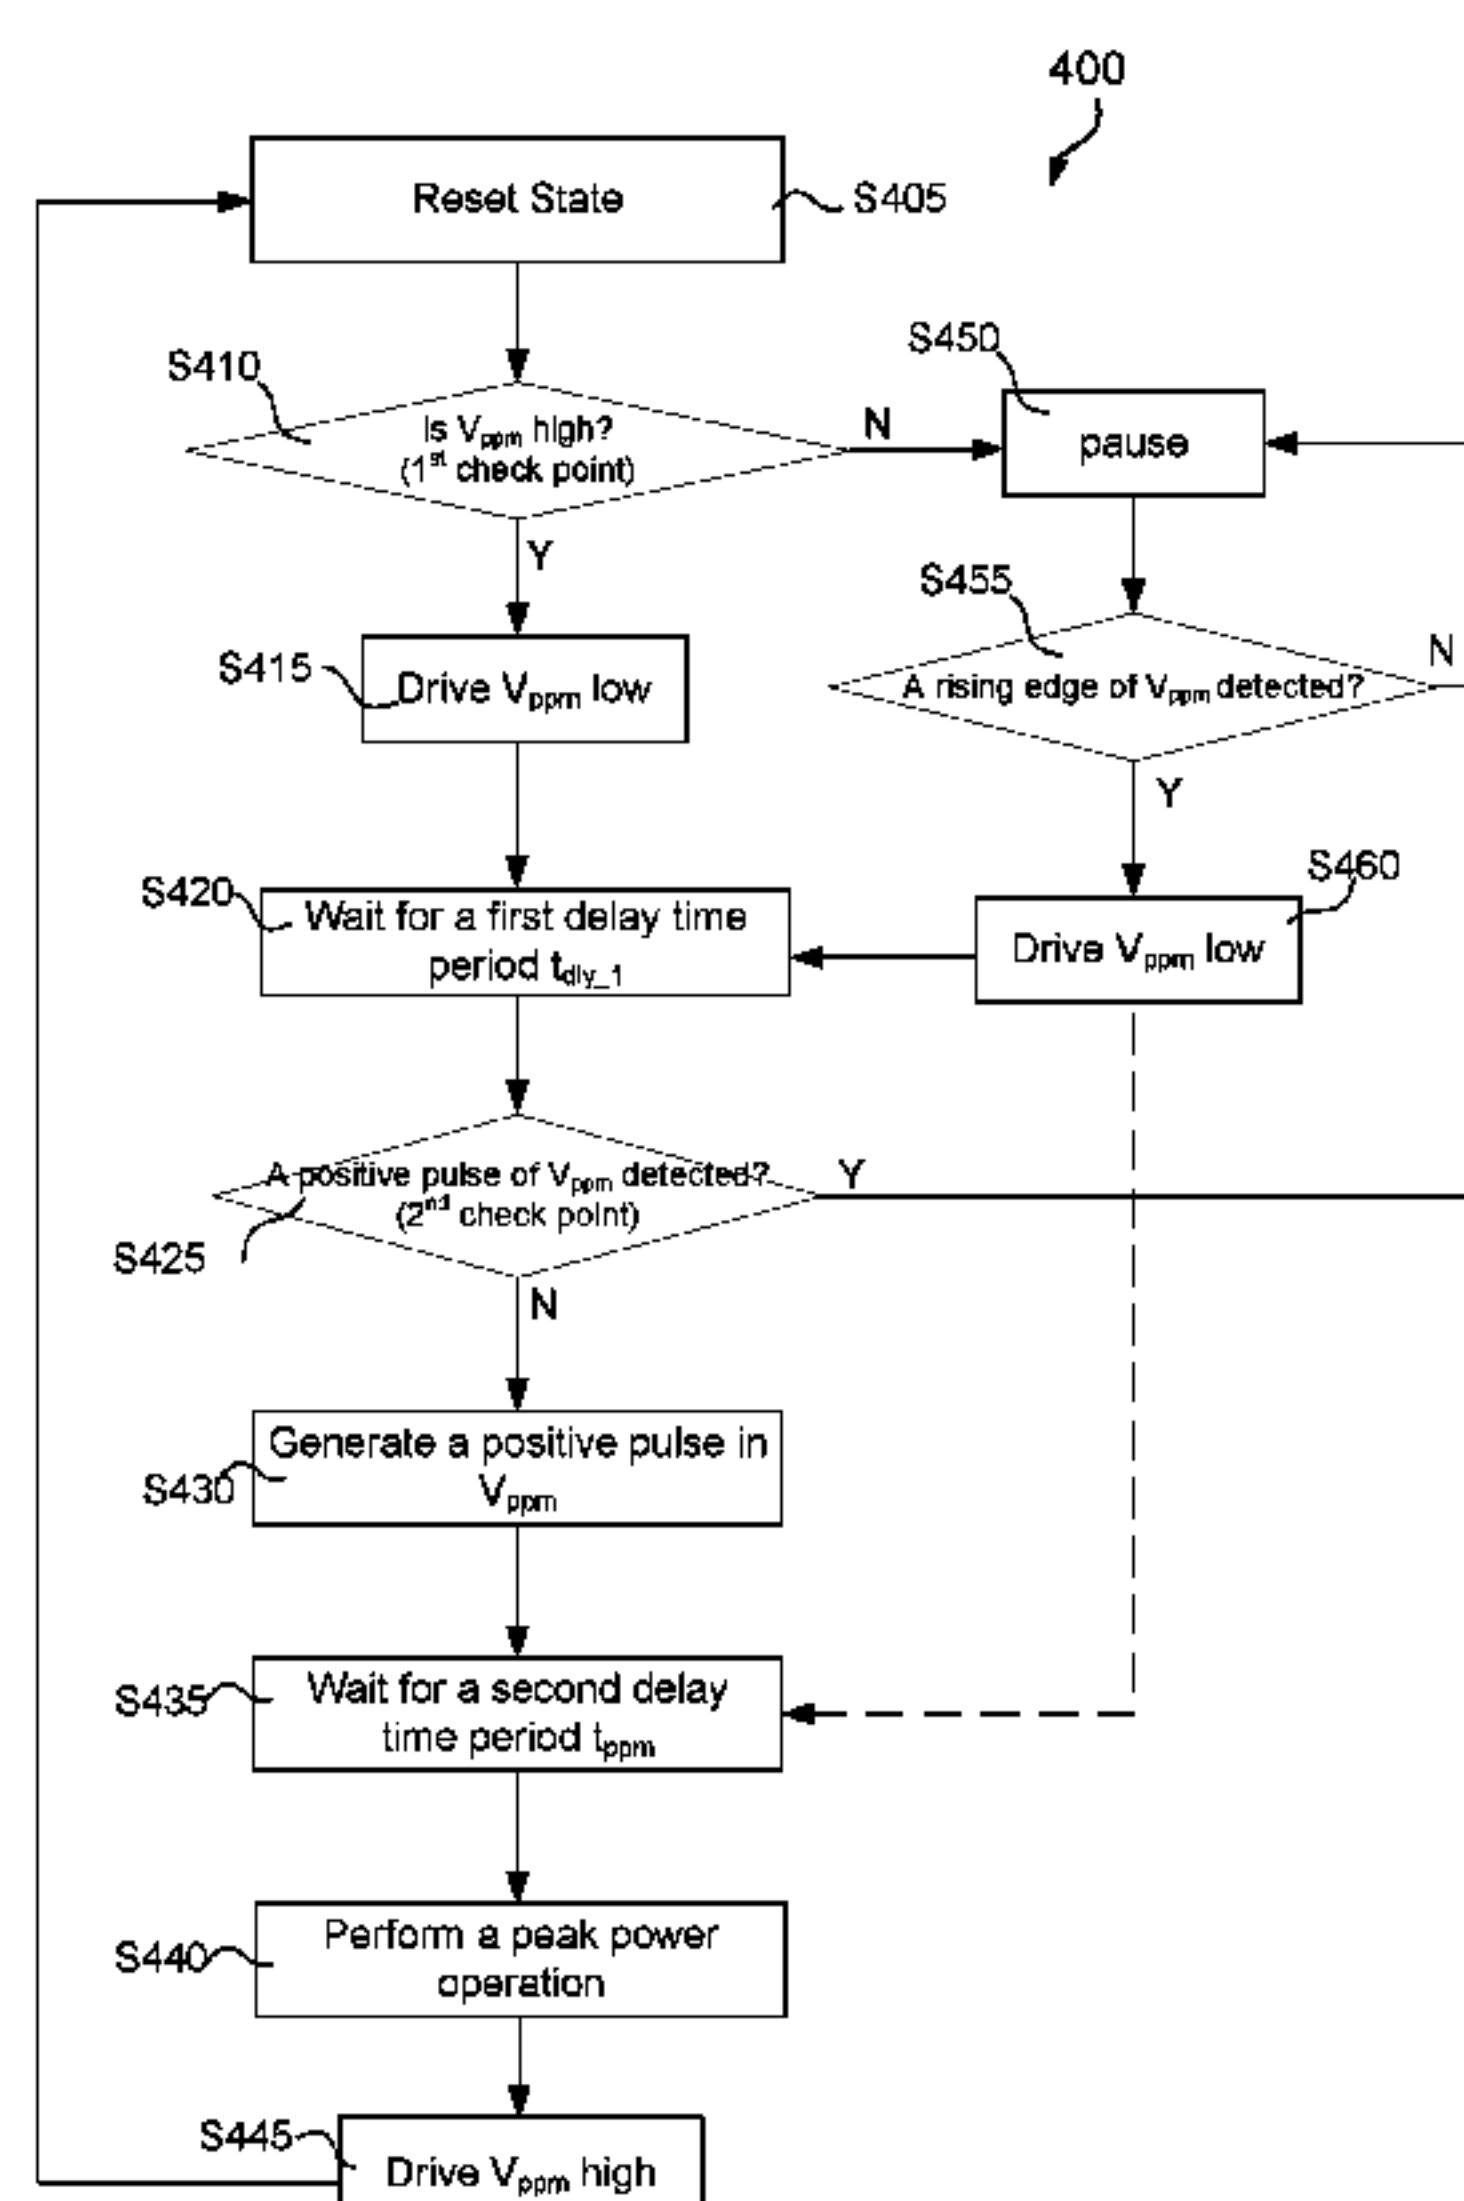 400
Reset State
S405
S410
Is Vppm high?
(1st check point)
N
S450
pause
Y
S455
A rising edge of Vppm detected?
N
S415
Drive Vppm low
Y
S460
S420
Wait for a first delay time
period tdly_1
Drive Vppm low
A positive pulse of Vppm detected?
(2nd check point)
Y
S425
N
Generate a positive pulse in
Vppm
S430
Wait for a second delay
time period tppm
S435
Perform a peak power
operation
S440
S445
Drive Vppm high